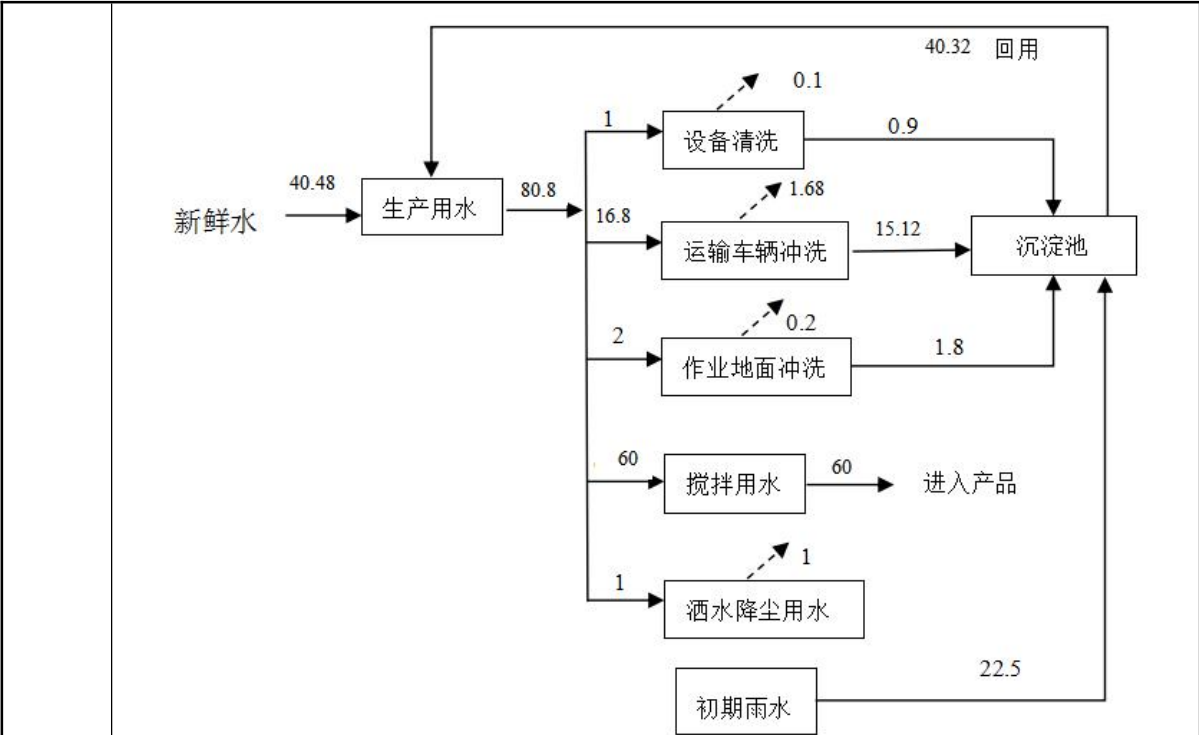 40.32 回用
0.1
1
设备清洗
0.9
40.48
新鲜水
生产用水
80.8
16.8
1.68
运输车辆冲洗
15.12
沉淀池
0.2
2
作业地面冲洗
1.8
60
搅拌用水
60
进入产品
1
1
洒水降尘用水
22.5
初期雨水